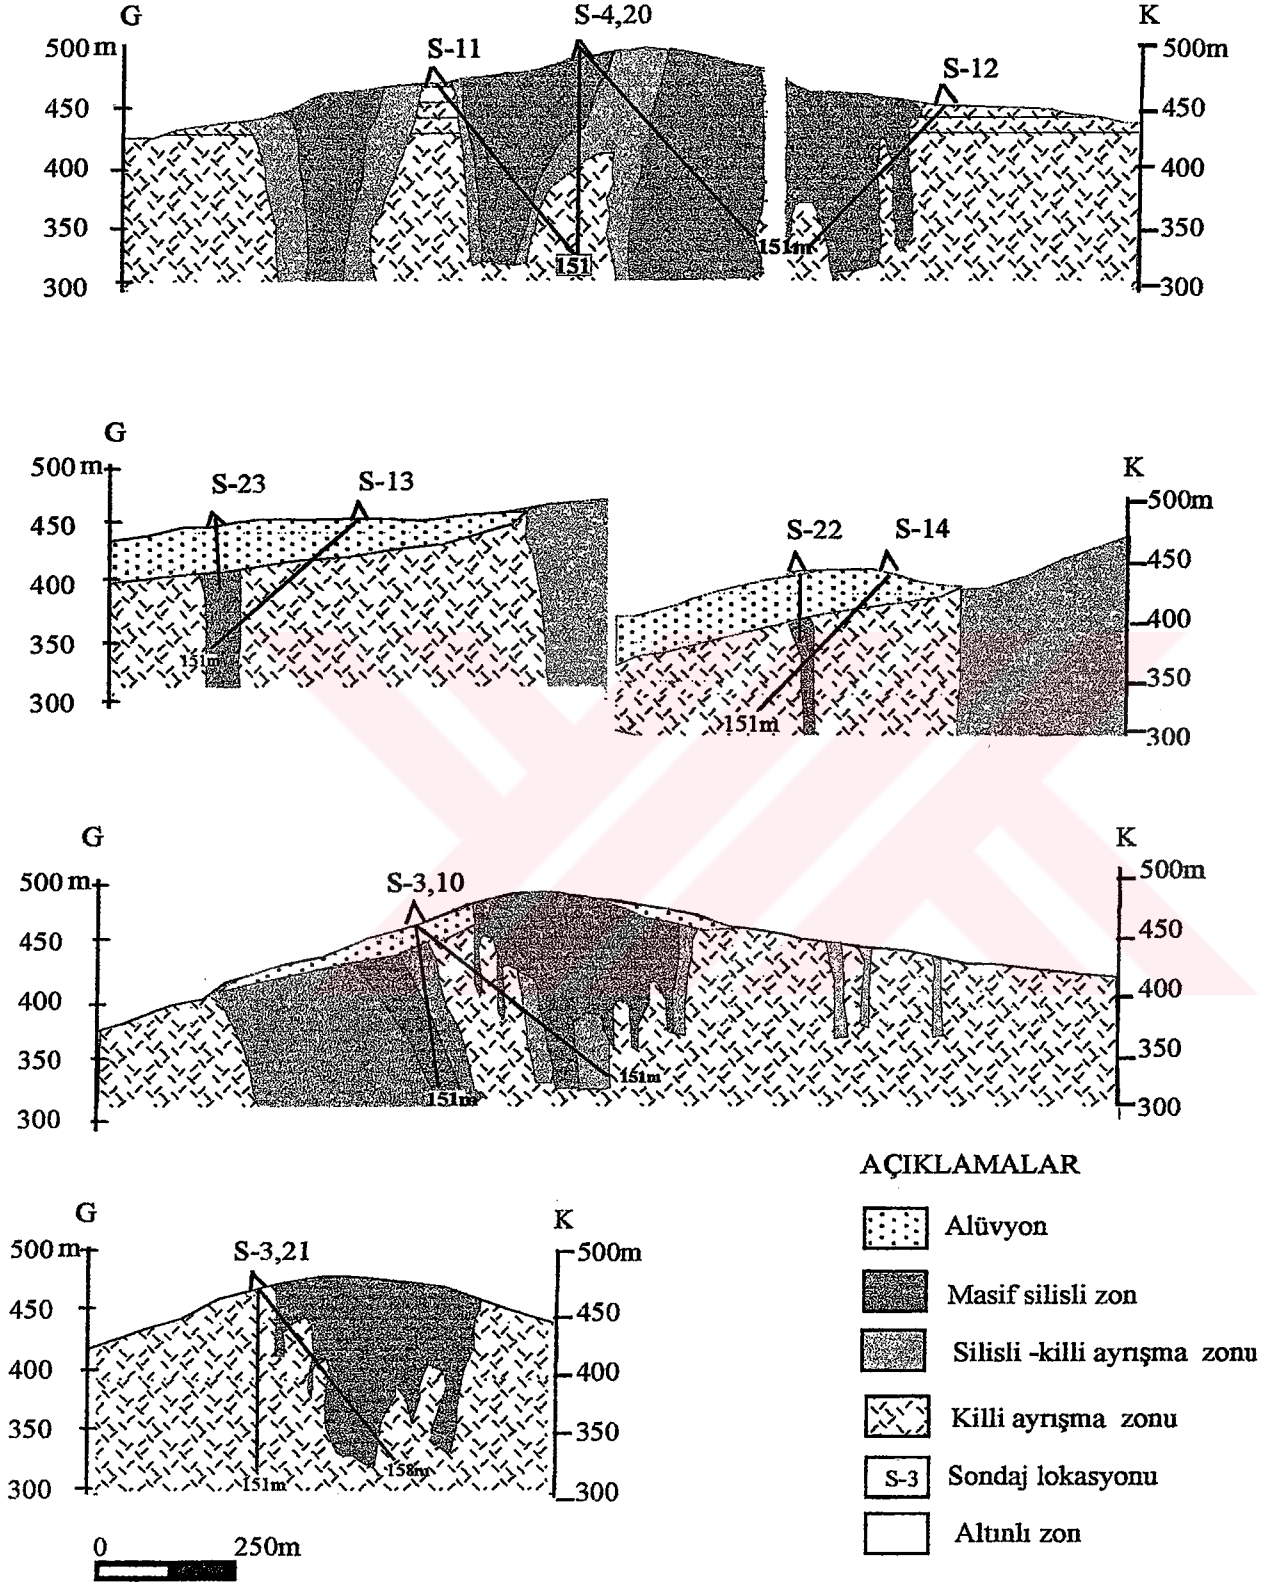 G
S-4,20
K
500 m
S-11
500m
S-12
450
450
400
400
350
350
151m
151
300
300
G
500 m
K
S-23
S-13
500m
450
S-22
S-14
450
400
400
350
151m
350
151m
300
300
G
K
500 m
S-3,10
500m
450
450
400
400
350
350
151m
151m
300
300
AÇIKLAMALAR
Alüvyon
Masif silisli zon
Silisli -killi ayrışma zonu
Killi ayrışma zonu
S-3 Sondaj lokasyonu
Altınlı zon
G
K
500 m
S-3,21
500m
450
450
400
400
350
350
158m
151m
300
300
0 250m